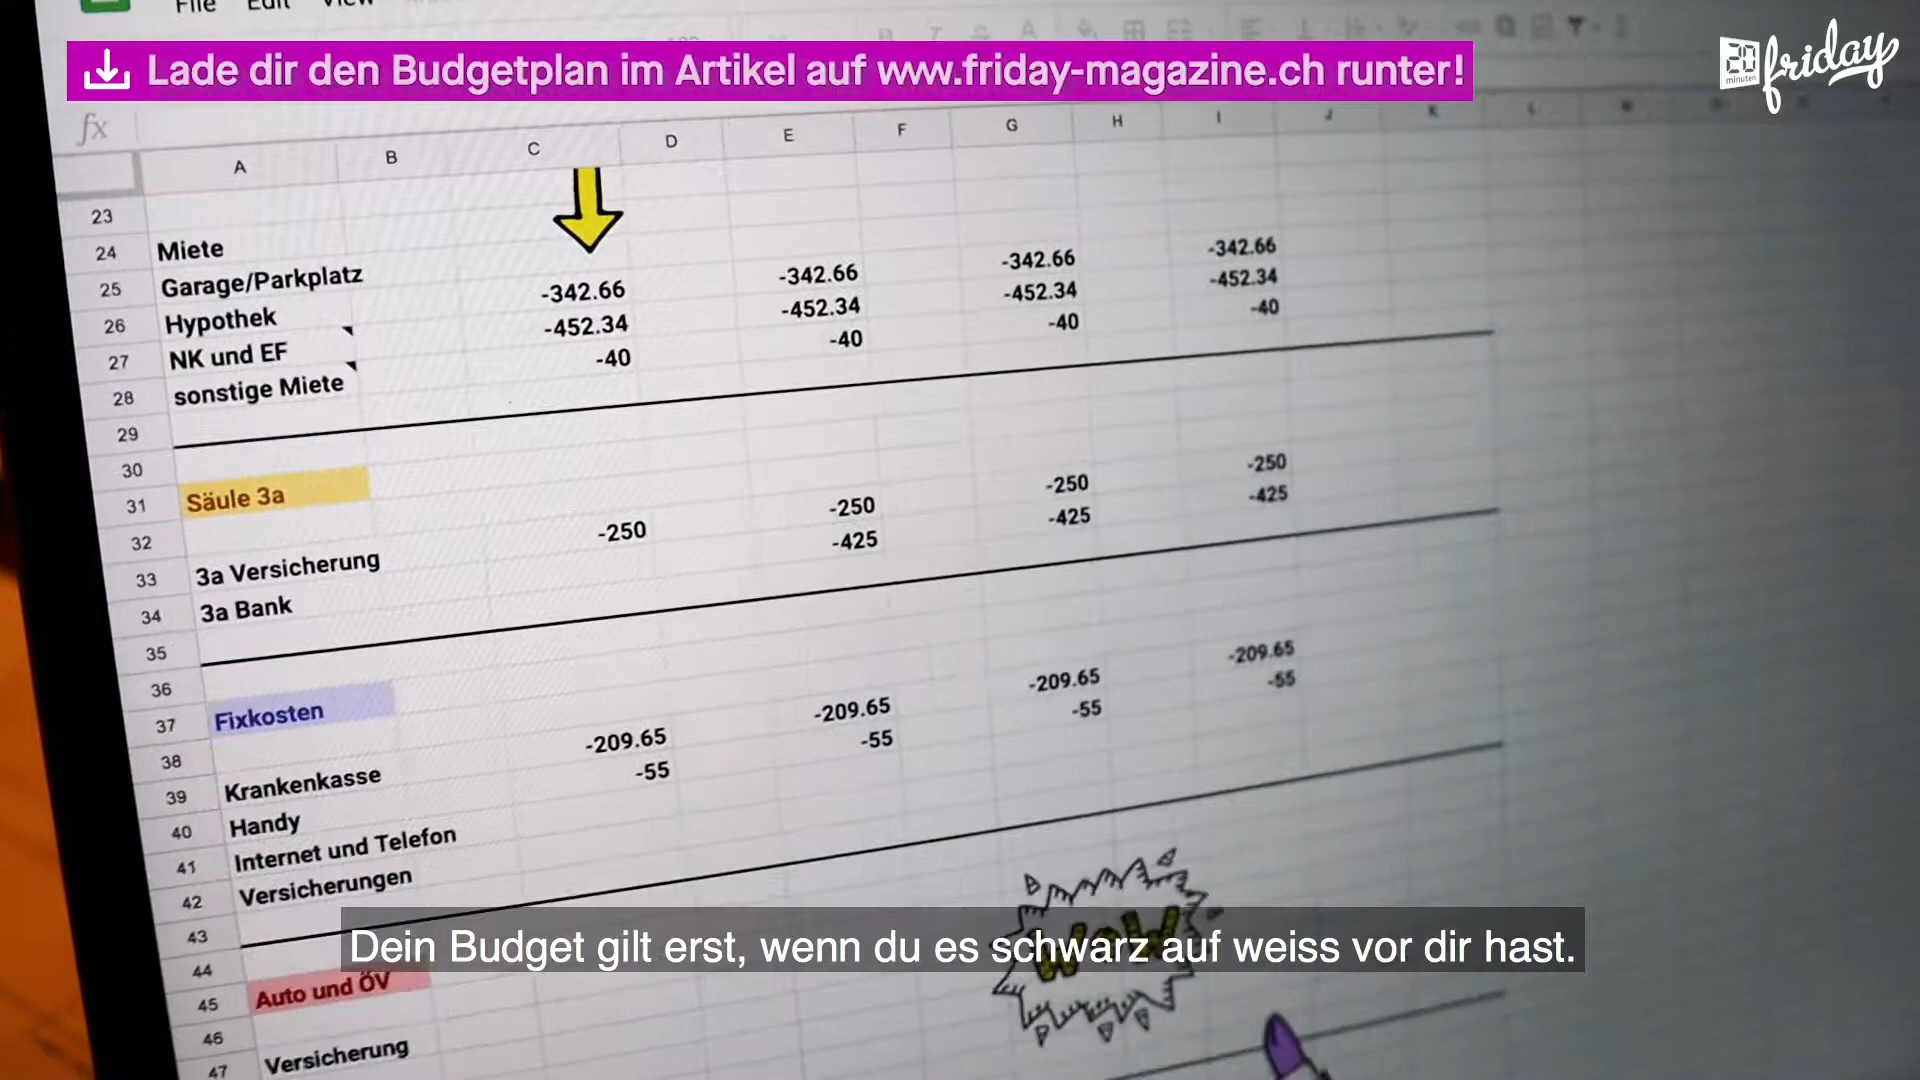 File Edit View
Lade dir den Budgetplan im Artikel auf www.friday-magazine.ch runter!
20 minuten friday
fx
A B C D E F G H I J K L
23
24 Miete
25 Garage/Parkplatz -342.66 -342.66 -342.66 -342.66
26 Hypothek -452.34 -452.34 -452.34 -452.34
27 NK und EF -40 -40 -40 -40
28 sonstige Miete
29
30
31 Säule 3a
32 -250 -250 -250 -250
33 3a Versicherung -425 -425 -425
34 3a Bank
35
36
37 Fixkosten
38 -209.65 -209.65 -209.65 -209.65
39 Krankenkasse -55 -55 -55 -55
40 Handy
41 Internet und Telefon
42 Versicherungen
43
44
45 Auto und ÖV
46
47 Versicherung
WOW
Dein Budget gilt erst, wenn du es schwarz auf weiss vor dir hast.